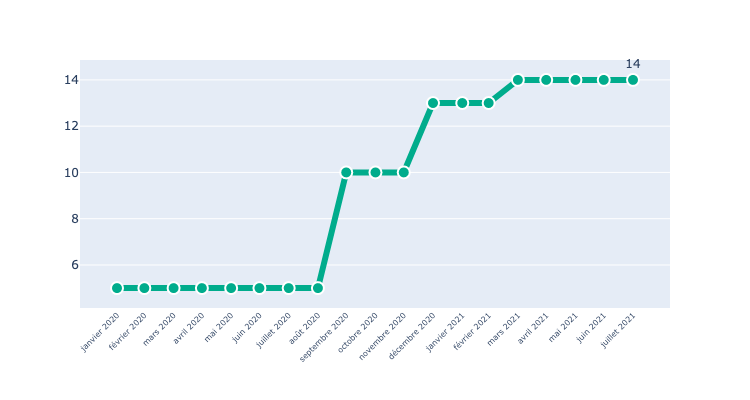 14
14
12
10
8
6
janvier 2020
février 2020
mars 2020
avril 2020
mai 2020
juin 2020
juillet 2020
août 2020
septembre 2020
octobre 2020
novembre 2020
décembre 2020
janvier 2021
février 2021
mars 2021
avril 2021
mai 2021
juin 2021
juillet 2021